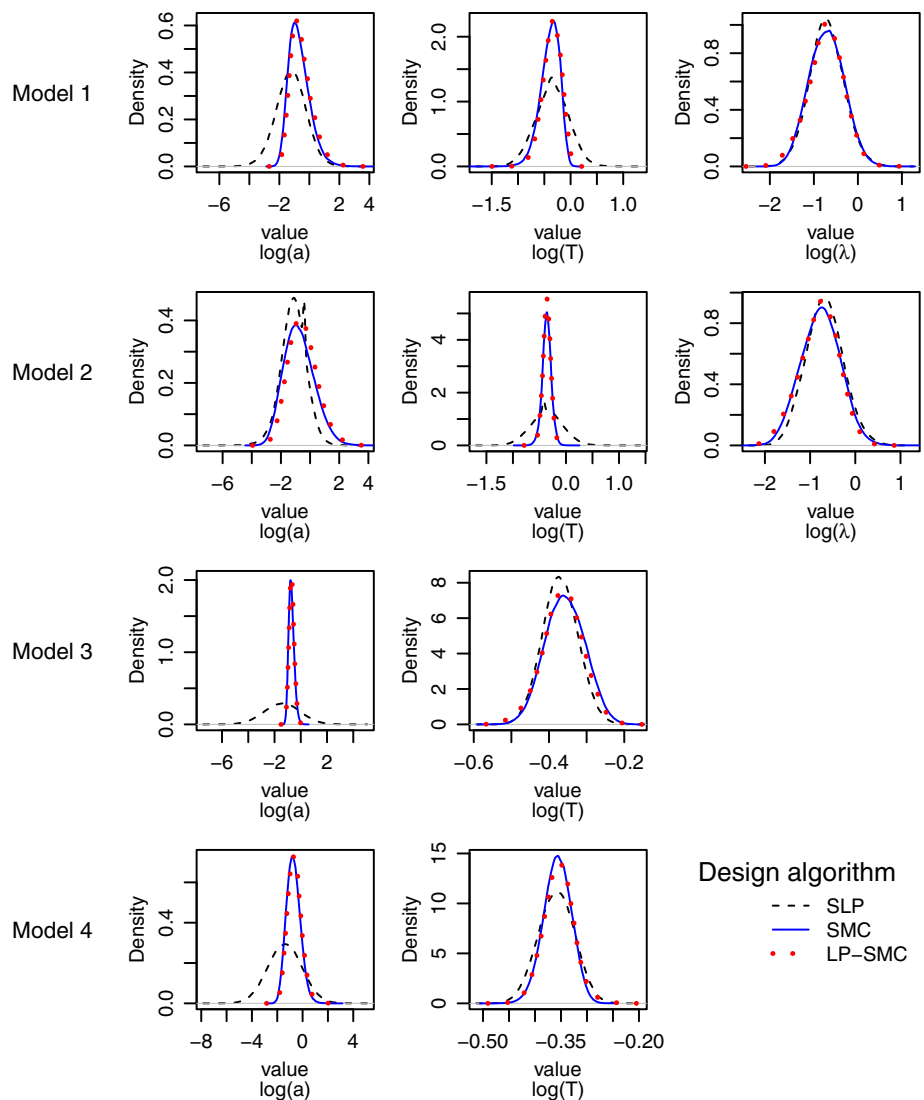 Model 1
Density
0.0 0.2 0.4 0.6
−6 −2 2 4
value
log(a)
Density
0.0 1.0 2.0
−1.5 0.0 1.0
value
log(T)
Density
0.0 0.4 0.8
−2 −1 0 1
value
log(λ)
Model 2
Density
0.0 0.2 0.4
−6 −2 2 4
value
log(a)
Density
0 2 4
−1.5 0.0 1.0
value
log(T)
Density
0.0 0.4 0.8
−2 −1 0 1
value
log(λ)
Model 3
Density
0.0 1.0 2.0
−6 −2 2
value
log(a)
Density
0 2 4 6 8
−0.6 −0.4 −0.2
value
log(T)
Model 4
Density
0.0 0.4
−8 −4 0 4
value
log(a)
Density
0 5 10 15
−0.50 −0.35 −0.20
value
log(T)
Design algorithm
SLP
SMC
LP−SMC